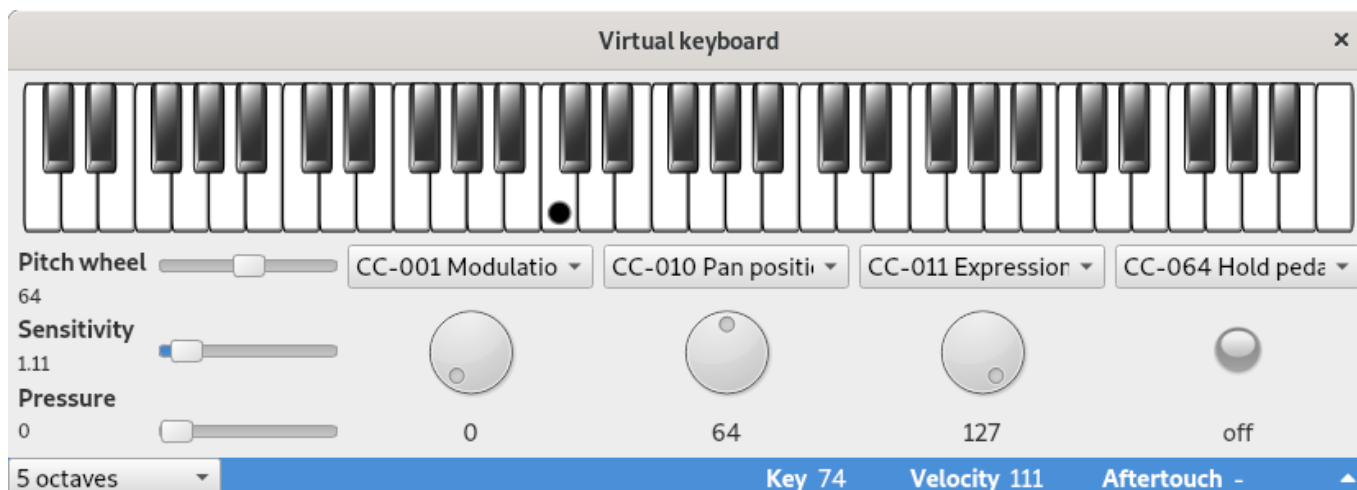 Virtual keyboard
Pitch wheel
64
CC-001 Modulatio
CC-010 Pan positi
CC-011 Expression
CC-064 Hold peda
Sensitivity
1.11
Pressure
0
0
64
127
off
5 octaves
Key 74
Velocity 111
Aftertouch -